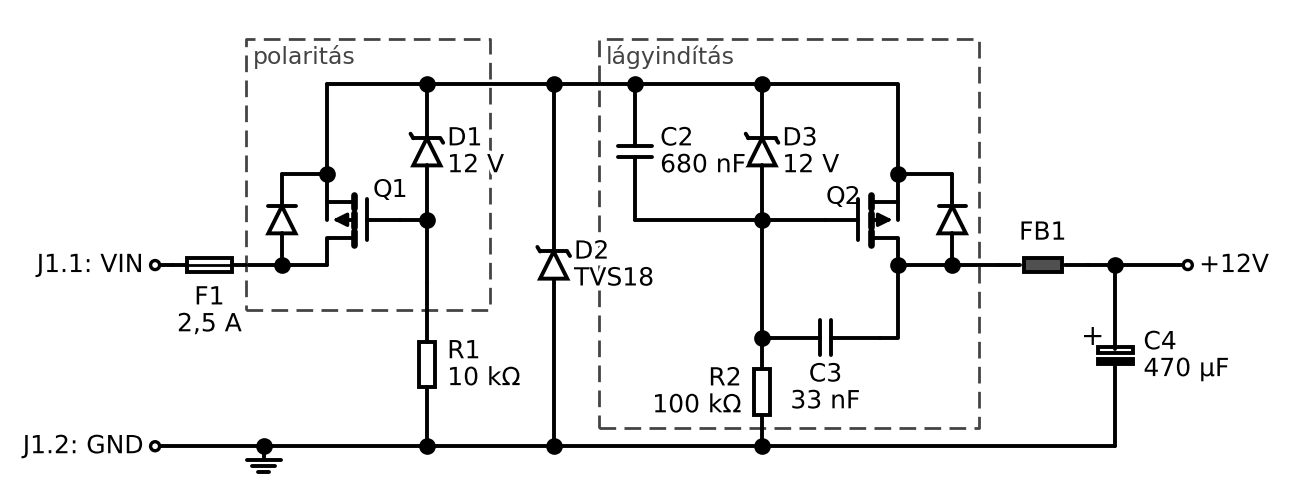 polaritás
lágyindítás
D1
12 V
C2
680 nF
D3
12 V
Q1
Q2
FB1
D2
TVS18
J1.1: VIN
+12V
F1
2,5 A
+
C4
470 µF
R1
10 kΩ
R2
100 kΩ
C3
33 nF
J1.2: GND